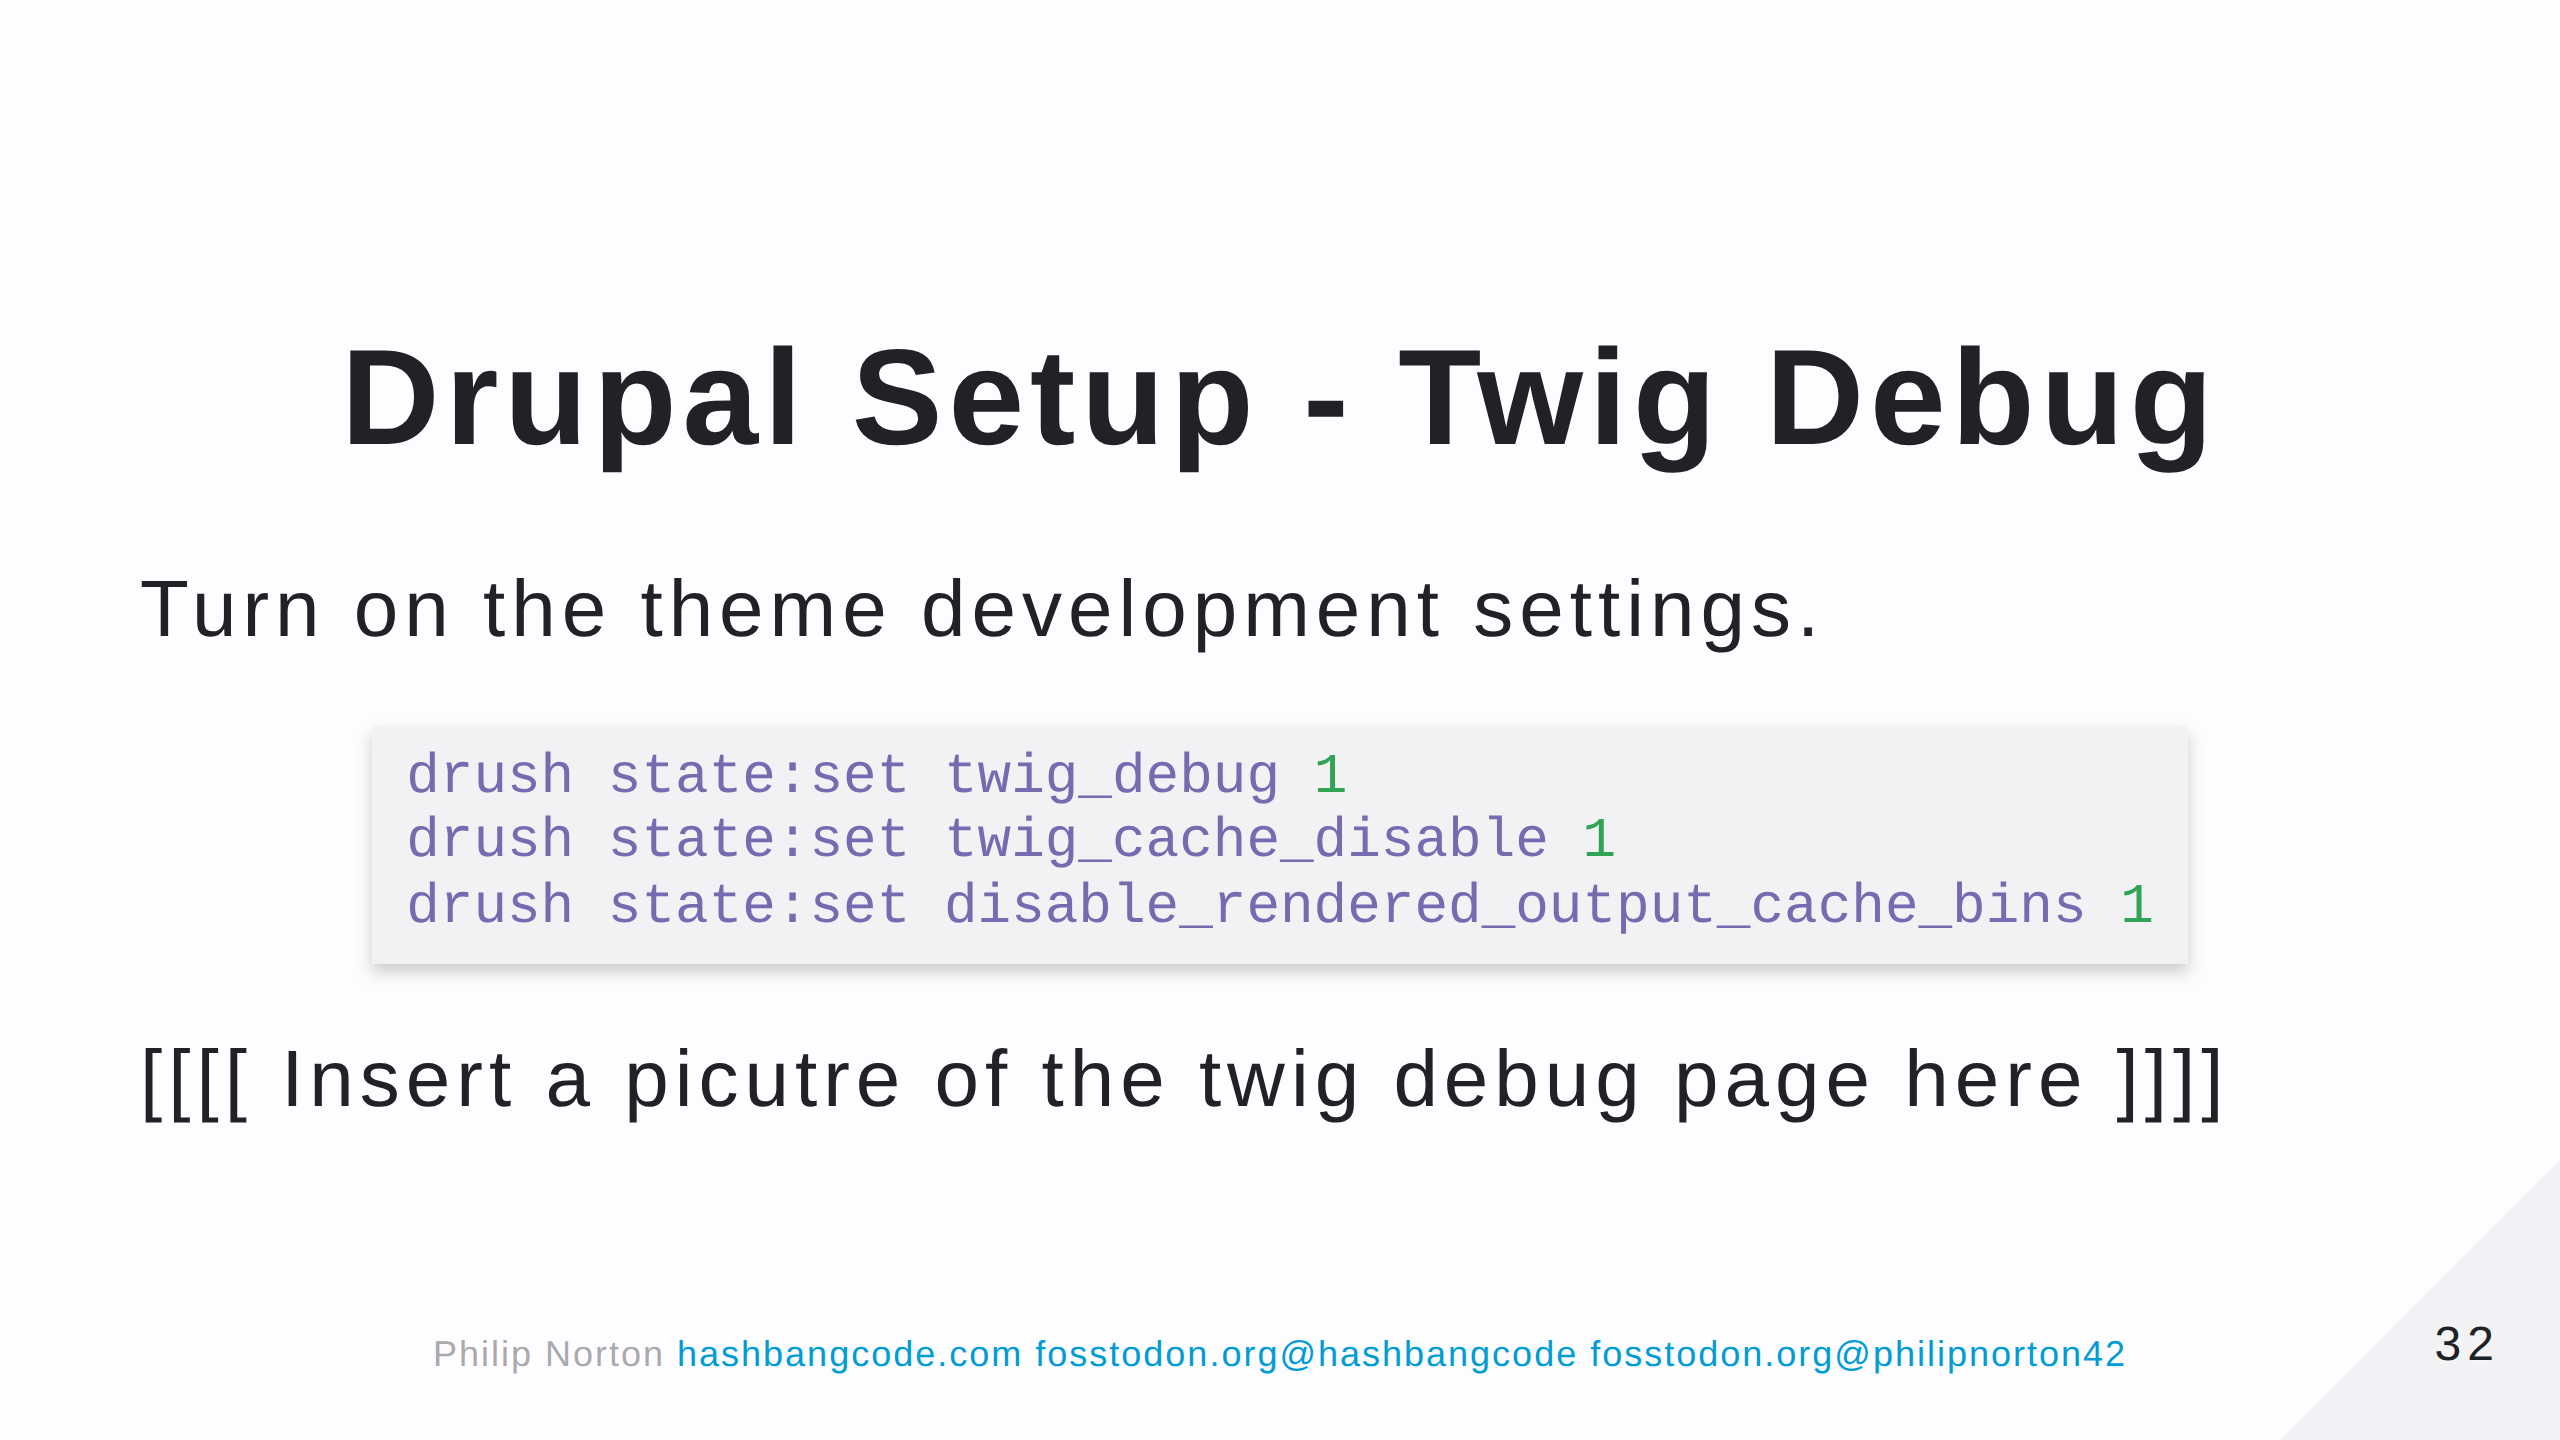 Drupal Setup - Twig Debug
Turn on the theme development settings.
drush state:set twig_debug 1
drush state:set twig_cache_disable 1
drush state:set disable_rendered_output_cache_bins 1
[[[[ Insert a picutre of the twig debug page here ]]]]
Philip Norton hashbangcode.com fosstodon.org@hashbangcode fosstodon.org@philipnorton42
32